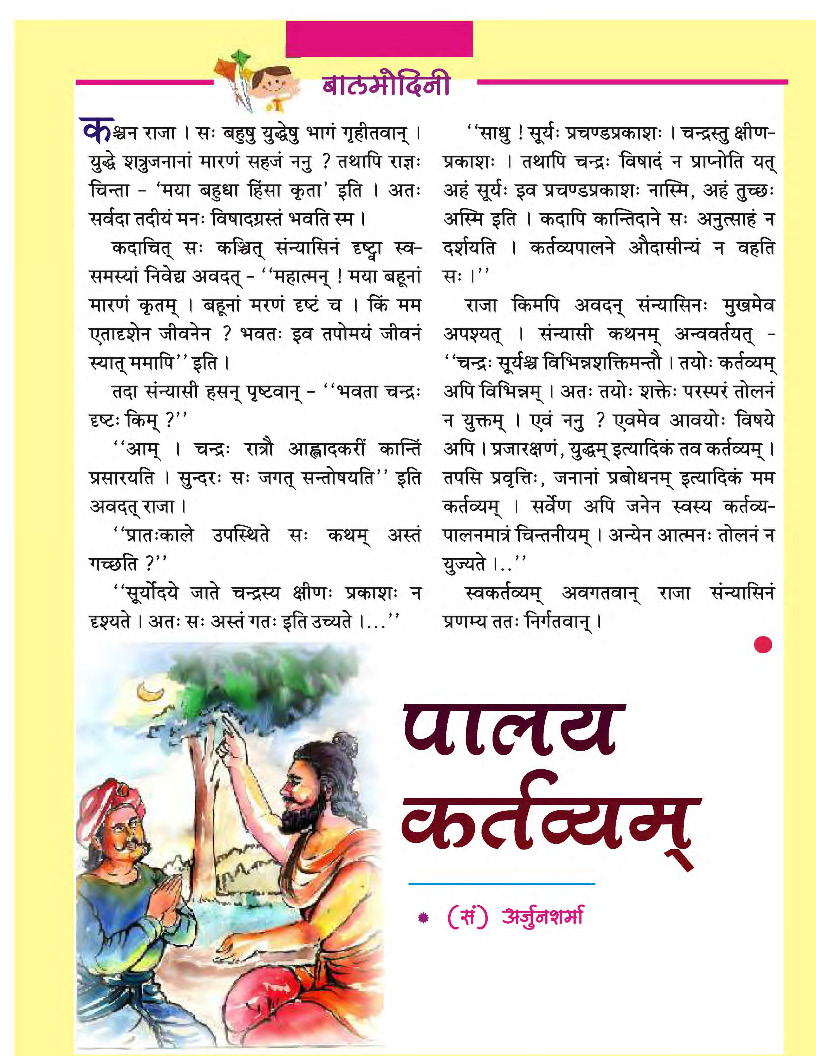 बालमोदिनी
कश्चन राजा । सः बहुषु युद्धेषु भागं गृहीतवान् ।
युद्धे शत्रुजनानां मारणं सहजं ननु ? तथापि राज्ञः
चिन्ता - ‘मया बहुधा हिंसा कृता’ इति । अतः
सर्वदा तदीयं मनः विषादग्रस्तं भवति स्म ।
कदाचित् सः कञ्चित् संन्यासिनं दृष्ट्वा स्व-
समस्यां निवेद्य अवदत् - ‘‘महात्मन् ! मया बहूनां
मारणं कृतम् । बहूनां मरणं दृष्टं च । किं मम
एतादृशेन जीवनेन ? भवतः इव तपोमयं जीवनं
स्यात् ममापि’’ इति ।
तदा संन्यासी हसन् पृष्टवान् - ‘‘भवता चन्द्रः
दृष्टः किम् ?’’
‘‘आम् । चन्द्रः रात्रौ आह्लादकरीं कान्तिं
प्रसारयति । सुन्दरः सः जगत् सन्तोषयति’’ इति
अवदत् राजा ।
‘‘प्रातःकाले उपस्थिते सः कथम् अस्तं
गच्छति ?’’
‘‘सूर्योदये जाते चन्द्रस्य क्षीणः प्रकाशः न
दृश्यते । अतः सः अस्तं गतः इति उच्यते ।...’’
‘‘साधु ! सूर्यः प्रचण्डप्रकाशः । चन्द्रस्तु क्षीण-
प्रकाशः । तथापि चन्द्रः विषादं न प्राप्नोति यत्
अहं सूर्यः इव प्रचण्डप्रकाशः नास्मि, अहं तुच्छः
अस्मि इति । कदापि कान्तिदाने सः अनुत्साहं न
दर्शयति । कर्तव्यपालने औदासीन्यं न वहति
सः ।’’
राजा किमपि अवदन् संन्यासिनः मुखमेव
अपश्यत् । संन्यासी कथनम् अन्ववर्तयत् -
‘‘चन्द्रः सूर्यश्च विभिन्नशक्तिमन्तौ । तयोः कर्तव्यम्
अपि विभिन्नम् । अतः तयोः शक्तेः परस्परं तोलनं
न युक्तम् । एवं ननु ? एवमेव आवयोः विषये
अपि । प्रजारक्षणं, युद्धम् इत्यादिकं तव कर्तव्यम् ।
तपसि प्रवृत्तिः, जनानां प्रबोधनम् इत्यादिकं मम
कर्तव्यम् । सर्वेण अपि जनेन स्वस्य कर्तव्य-
पालनमात्रं चिन्तनीयम् । अन्येन आत्मनः तोलनं न
युज्यते ।..’’
स्वकर्तव्यम् अवगतवान् राजा संन्यासिनं
प्रणम्य ततः निर्गतवान् ।
पालय
कर्तव्यम्
(सं) अर्जुनशर्मा